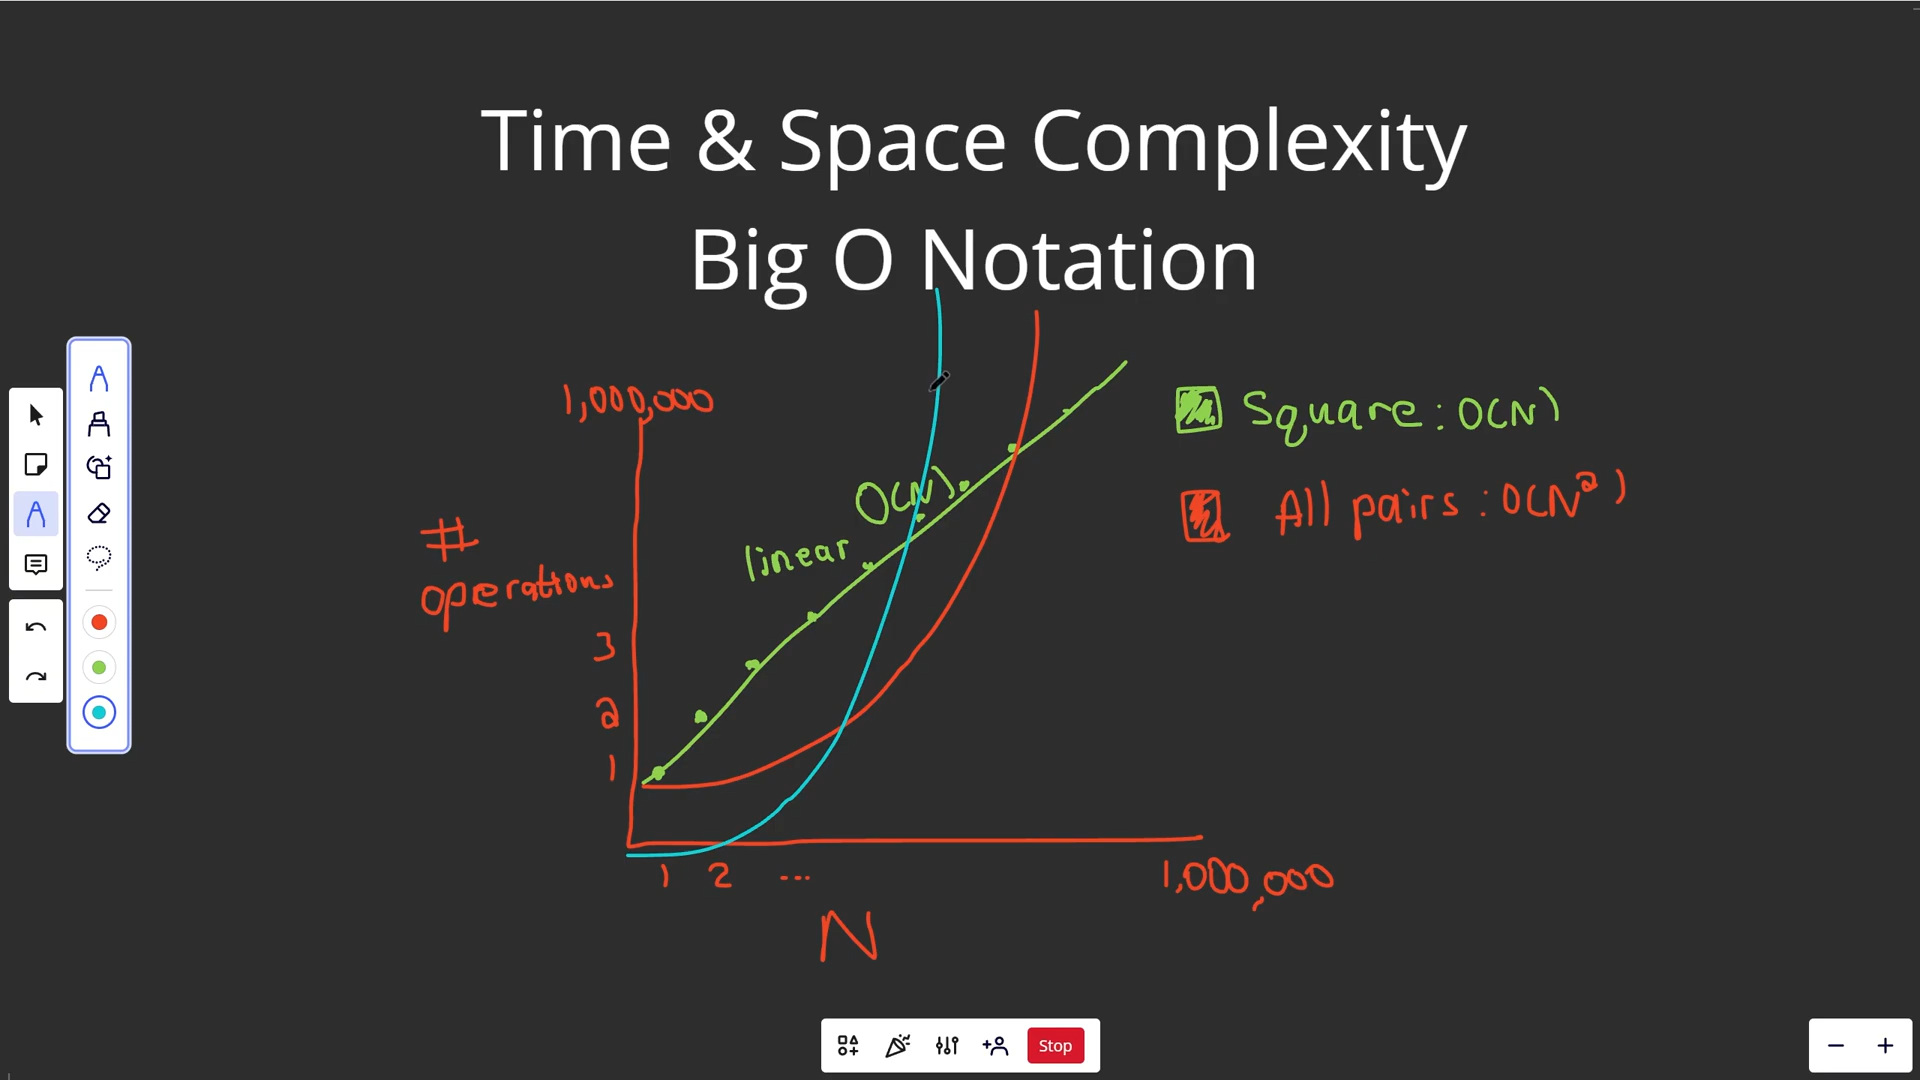 Time & Space Complexity
Big O Notation
1,000,000
Square: O(N)
All pairs: O(N²)
O(N)
linear
#
operations
3
2
1
1 2 ...
1,000,000
N
Stop